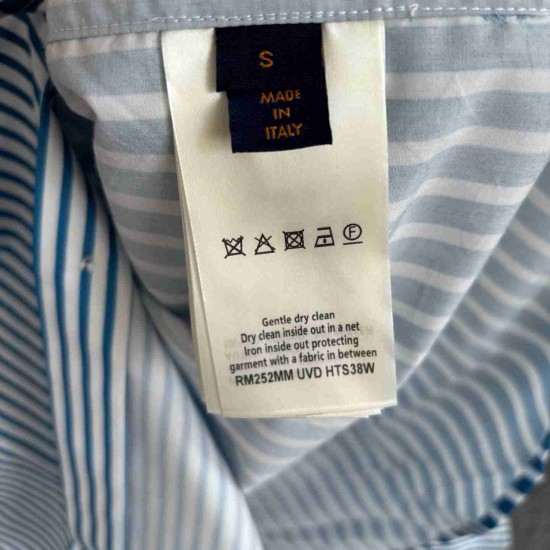 S
MADE
IN
ITALY
F
Gentle dry clean
Dry clean inside out in a net
Iron inside out protecting
garment with a fabric in between
RM252MM UVD HTS38W